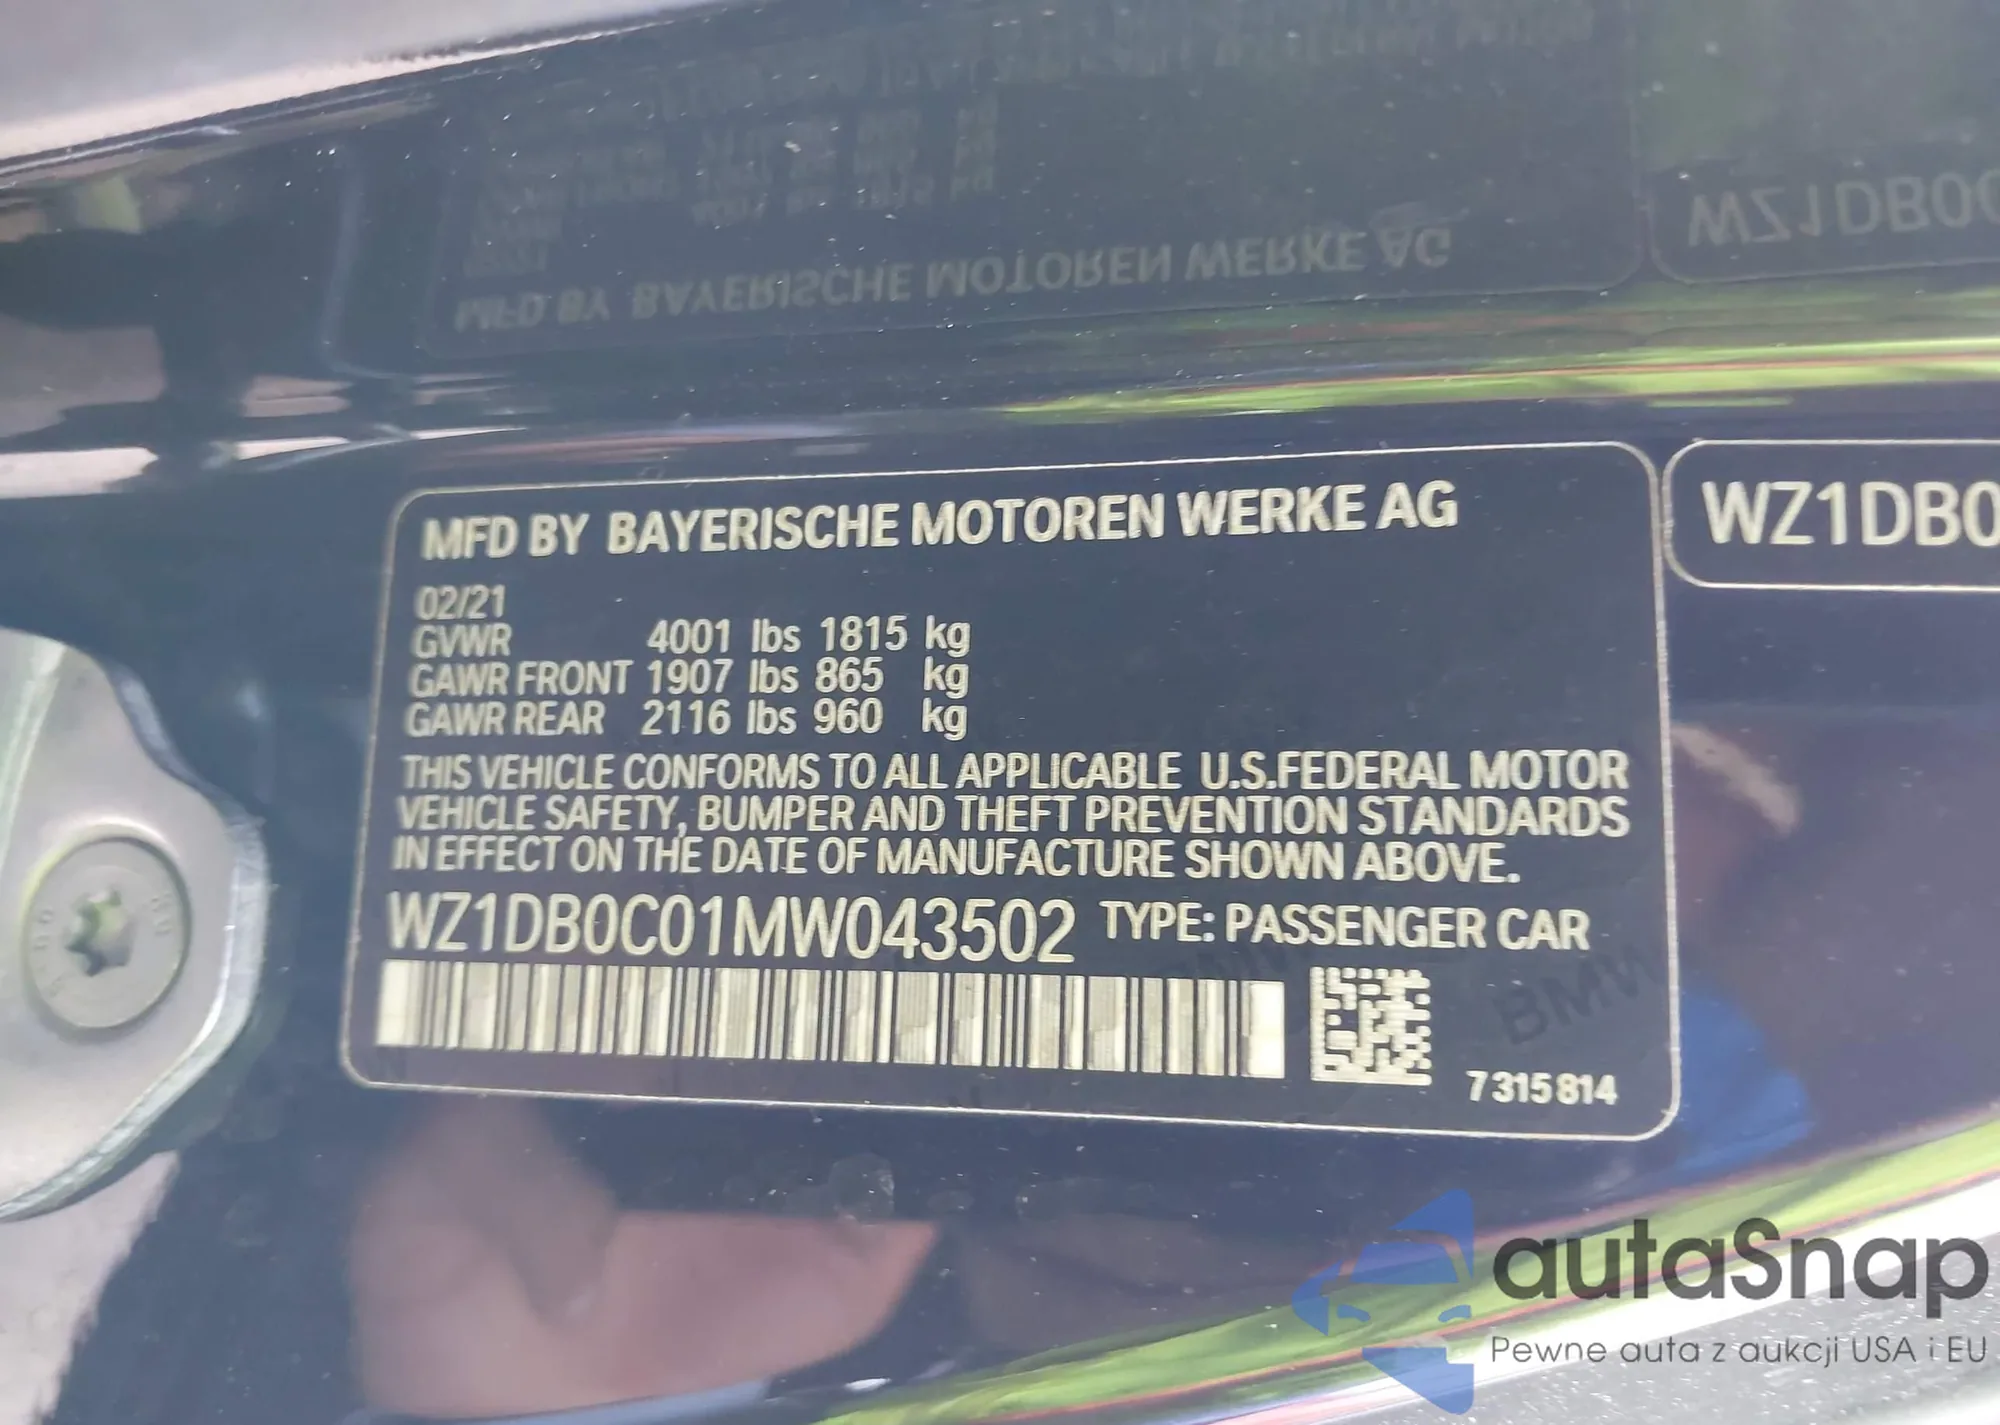 MFD BY BAYERISCHE MOTOREN WERKE AG
WZ1DB0
02/21
GVWR 4001 lbs 1815 kg
GAWR FRONT 1907 lbs 865 kg
GAWR REAR 2116 lbs 960 kg
THIS VEHICLE CONFORMS TO ALL APPLICABLE U.S.FEDERAL MOTOR
VEHICLE SAFETY, BUMPER AND THEFT PREVENTION STANDARDS
IN EFFECT ON THE DATE OF MANUFACTURE SHOWN ABOVE.
WZ1DB0C01MW043502 TYPE: PASSENGER CAR
7315814
autaSnap
Pewne auta z aukcji USA i EU